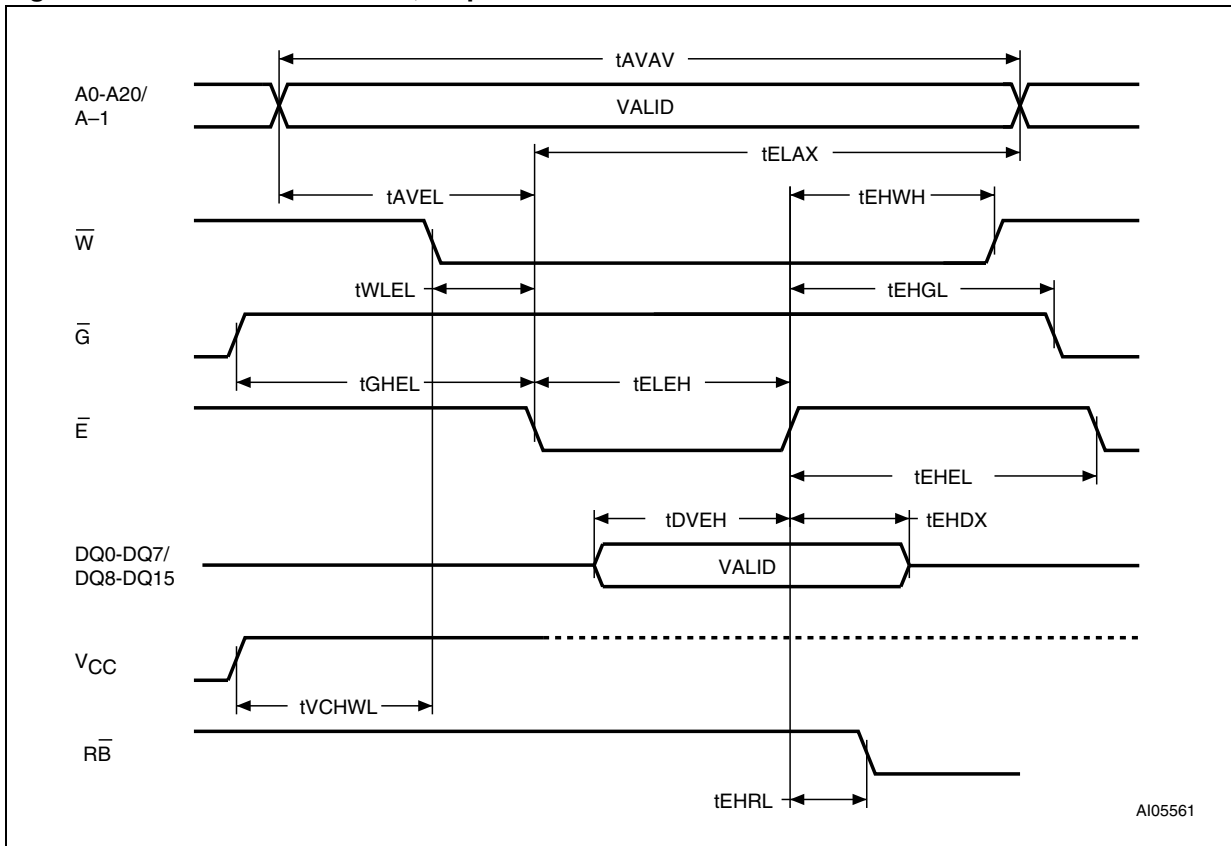 tAVAV
A0-A20/
A–1
VALID
tELAX
tAVEL
tEHWH
W̅
tWLEL
tEHGL
G̅
tGHEL
tELEH
E̅
tEHEL
tDVEH
tEHDX
DQ0-DQ7/
DQ8-DQ15
VALID
VCC
tVCHWL
RB̅
tEHRL
AI05561